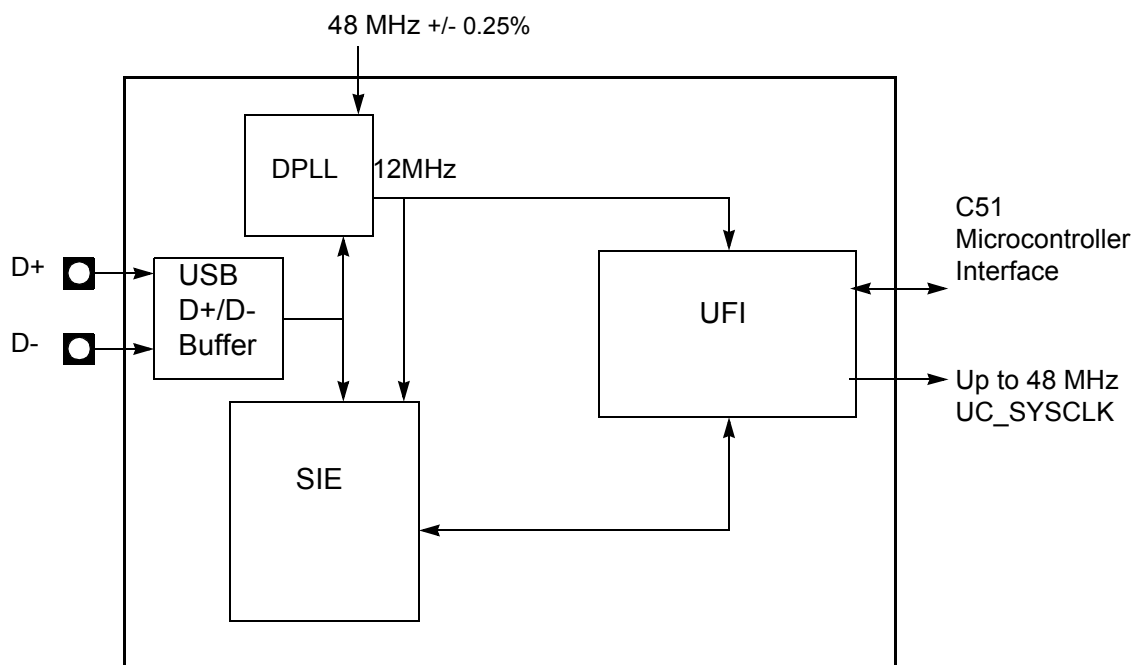 48 MHz +/- 0.25%
DPLL
12MHz
C51
Microcontroller
Interface
D+
USB
D+/D-
Buffer
D-
UFI
Up to 48 MHz
UC_SYSCLK
SIE